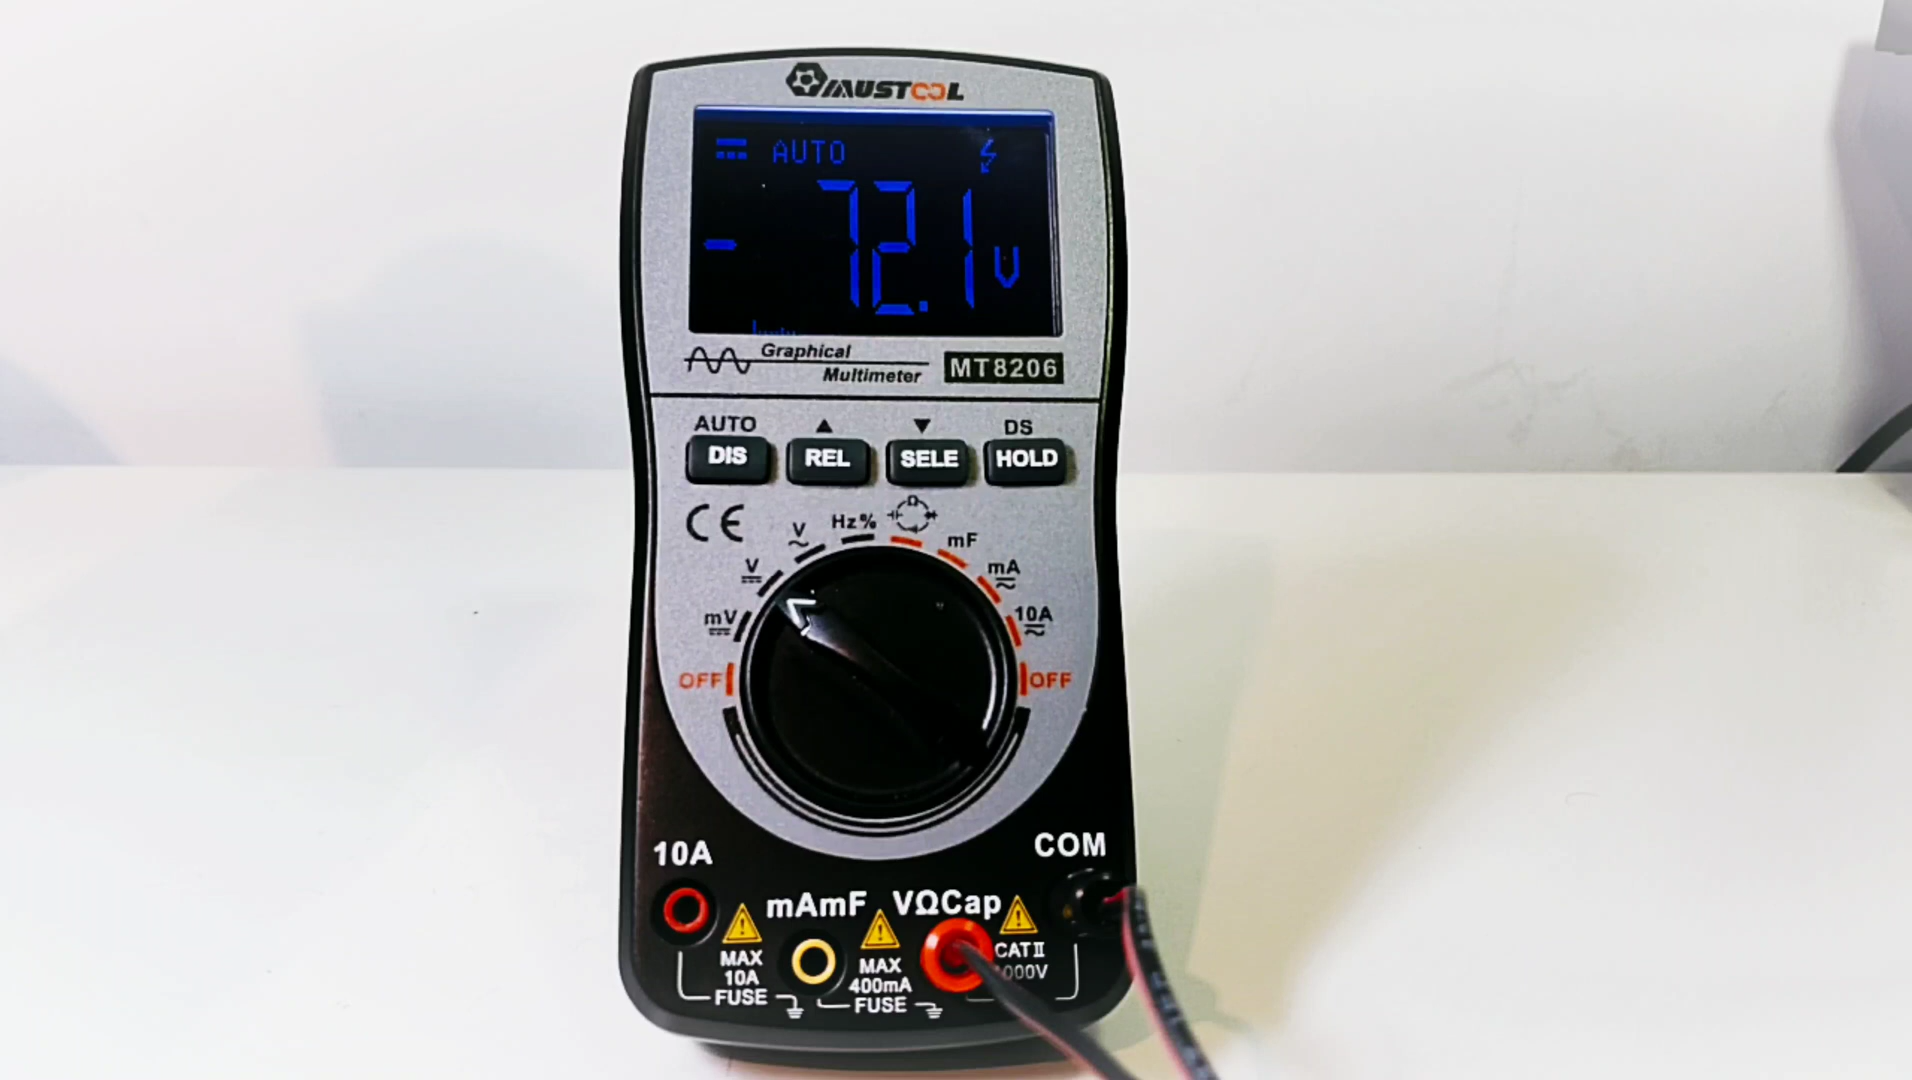 MUSTOOL
AUTO
-72.1 V
Graphical
Multimeter
MT8206
AUTO
DIS
▲
REL
▼
SELE
DS
HOLD
CE
V
Hz%
Ω
mF
V
mA
mV
10A
OFF
OFF
10A
COM
mAmF
VΩCap
MAX
10A
FUSE
MAX
400mA
FUSE
CAT II
1000V